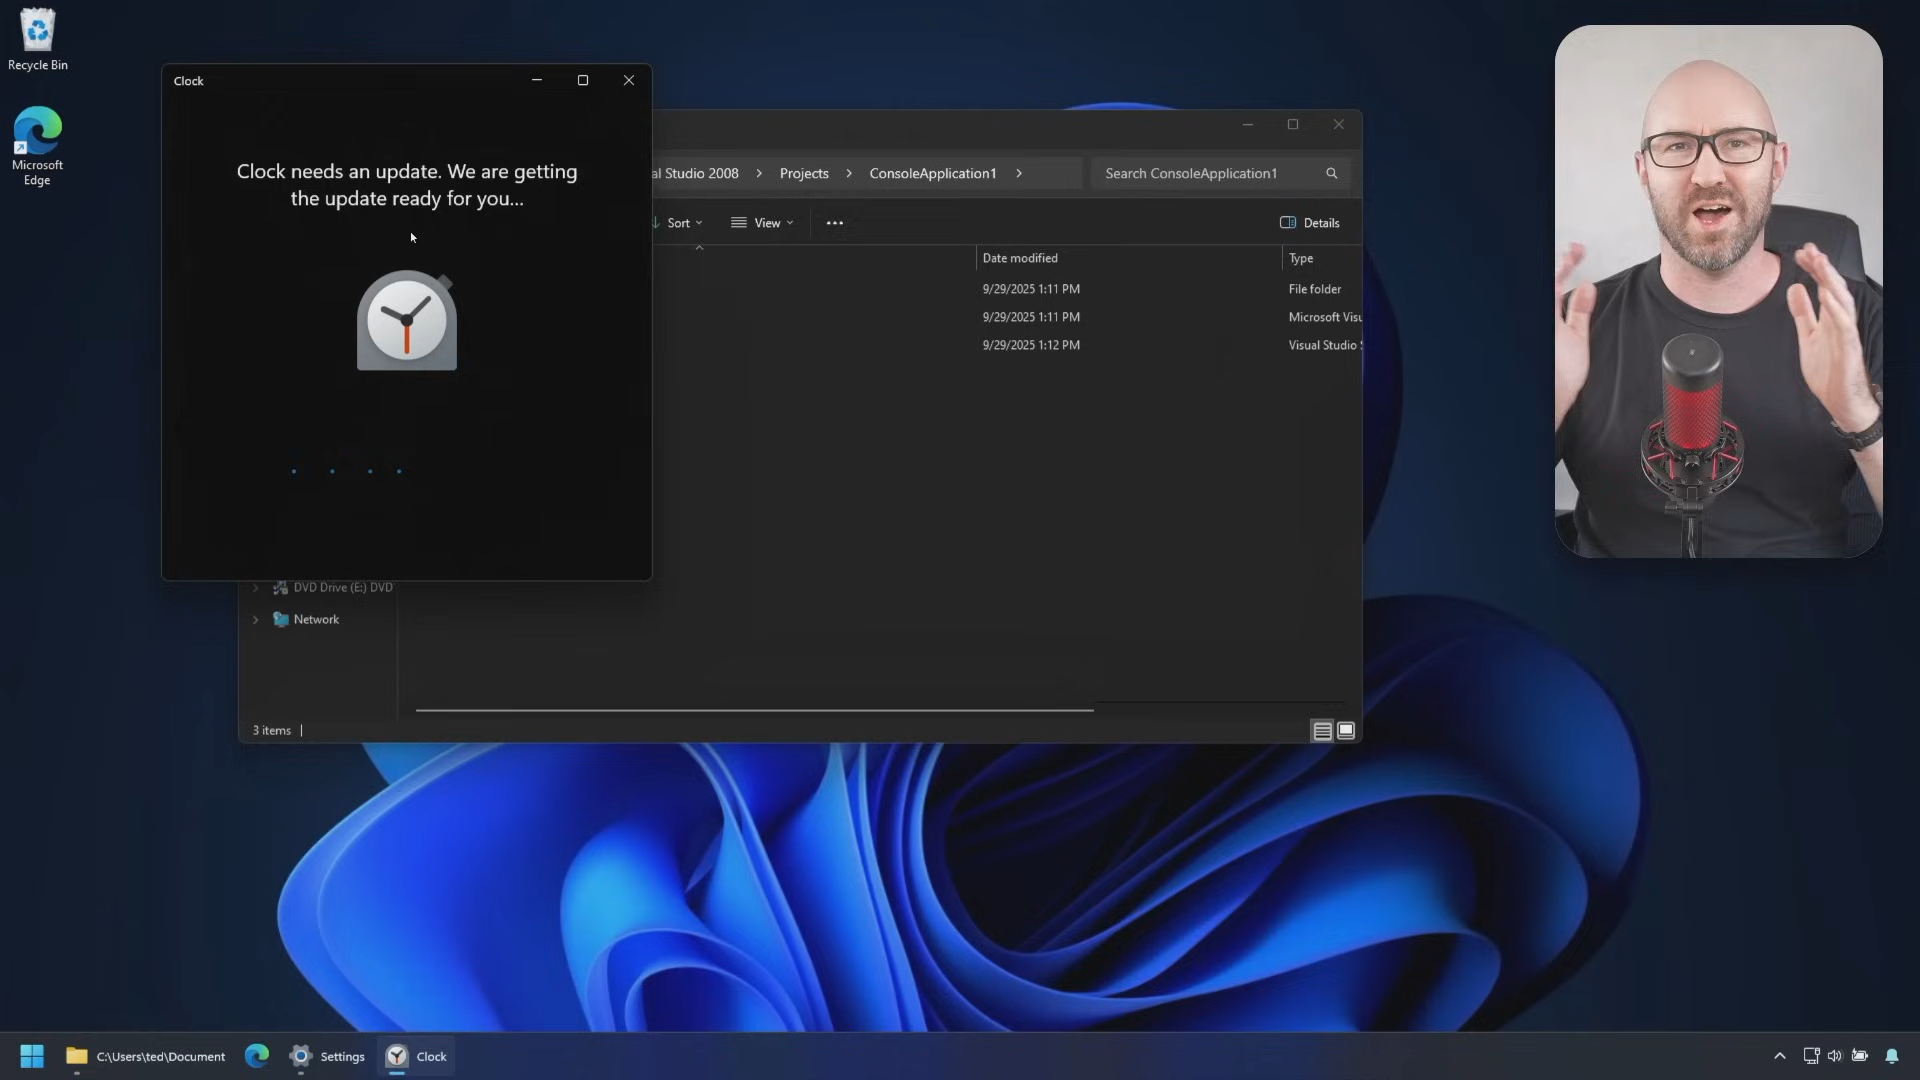 Recycle Bin
Microsoft
Edge
Clock
Clock needs an update. We are getting
the update ready for you...
al Studio 2008 > Projects > ConsoleApplication1 >
Search ConsoleApplication1
Sort
View
Details
Date modified
Type
9/29/2025 1:11 PM
File folder
9/29/2025 1:11 PM
Microsoft Visu
9/29/2025 1:12 PM
Visual Studio S
DVD Drive (E:) DVD
Network
3 items
C:\Users\ted\Document
Settings
Clock